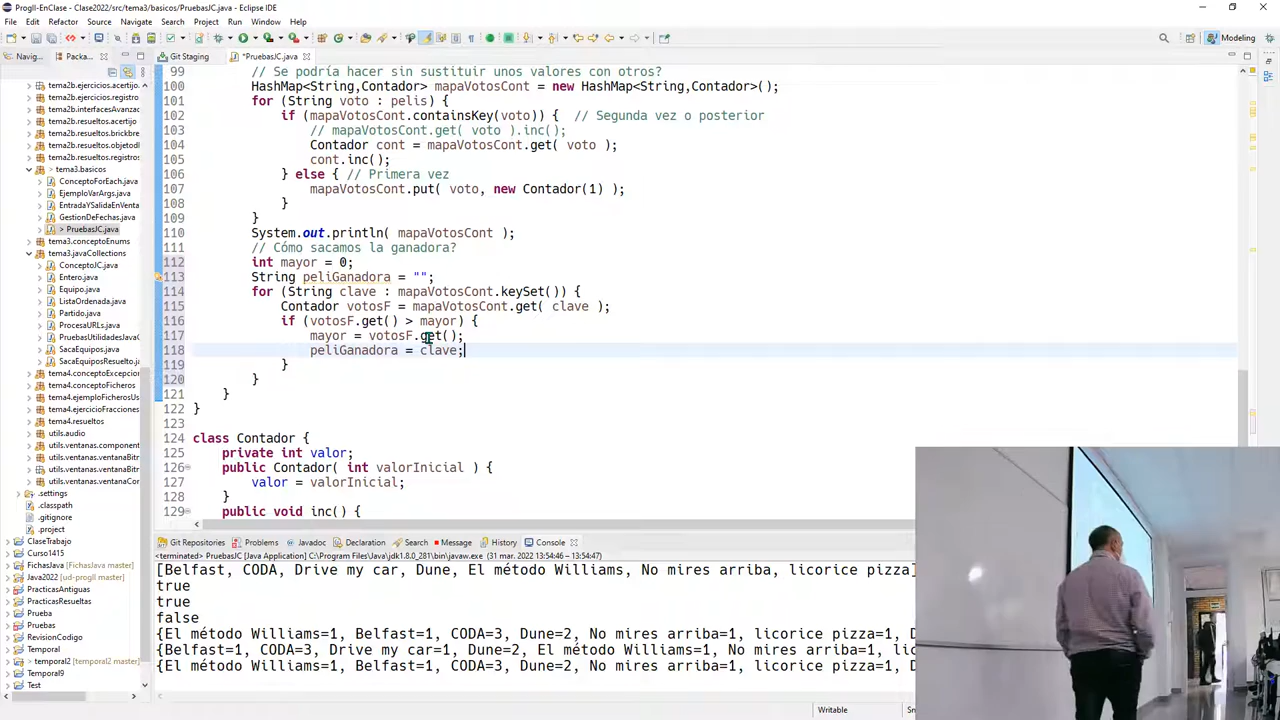 ProgII-EnClase - Clase2022/src/tema3/basicos/PruebasJC.java - Eclipse IDE
File Edit Refactor Source Navigate Search Project Run Window Help
Modeling
Navig... Packa... Git Staging *PruebasJC.java
tema2b.ejercicios.acertijo.
tema2b.ejercicios.registro
tema2b.interfacesAvanza
tema2b.resueltos.acertijo
tema2b.resueltos.brickbre
tema2b.resueltos.objetod
tema2b.resueltos.registros
> tema3.basicos
ConceptoForEach.java
EjemploVarArgs.java
EntradaYSalidaEnVenta
GestionDeFechas.java
> PruebasJC.java
tema3.conceptoEnums
tema3.javaCollections
ConceptoJC.java
Entero.java
Equipo.java
ListaOrdenada.java
Partido.java
ProcesaURLs.java
PruebasUtilidadesJavaC
SacaEquipos.java
SacaEquiposResuelto.ja
tema4.conceptoExcepcion
tema4.conceptoFicheros
tema4.ejemploFicherosUs
tema4.ejercicioFracciones
tema4.resueltos
utils.audio
utils.ventanas.component
utils.ventanas.ejemplos
utils.ventanas.ventanaBitr
utils.ventanas.ventanaBi
utils.ventanas.ventanaCor
.settings
.classpath
.gitignore
.project
ClaseTrabajo
Curso1415
FichasJava [FichasJava master]
Java2022 [ud-progII master]
PracticasAntiguas
PracticasResueltas
Prueba
Pruebas
RevisionCodigo
Temporal
> temporal2 [temporal2 master]
Temporal9
Test
99 // Se podría hacer sin sustituir unos valores con otros?
100 HashMap<String,Contador> mapaVotosCont = new HashMap<String,Contador>();
101 for (String voto : pelis) {
102 if (mapaVotosCont.containsKey(voto)) { // Segunda vez o posterior
103 // mapaVotosCont.get( voto ).inc();
104 Contador cont = mapaVotosCont.get( voto );
105 cont.inc();
106 } else { // Primera vez
107 mapaVotosCont.put( voto, new Contador(1) );
108 }
109 }
110 System.out.println( mapaVotosCont );
111 // Cómo sacamos la ganadora?
112 int mayor = 0;
113 String peliGanadora = "";
114 for (String clave : mapaVotosCont.keySet()) {
115 Contador votosF = mapaVotosCont.get( clave );
116 if (votosF.get() > mayor) {
117 mayor = votosF.get();
118 peliGanadora = clave;
119 }
120 }
121 }
122 }
123
124 class Contador {
125 private int valor;
126 public Contador( int valorInicial ) {
127 valor = valorInicial;
128 }
129 public void inc() {
Git Repositories Problems Javadoc Declaration Search Message History Console
<terminated> PruebasJC [Java Application] C:\Program Files\Java\jdk1.8.0_281\bin\javaw.exe (31 mar. 2022 13:54:46 – 13:54:47)
[Belfast, CODA, Drive my car, Dune, El método Williams, No mires arriba, licorice pizza]
true
true
false
{El método Williams=1, Belfast=1, CODA=3, Dune=2, No mires arriba=1, licorice pizza=1, D
{Belfast=1, CODA=3, Drive my car=1, Dune=2, El método Williams=1, No mires arriba=1, lic
{El método Williams=1, Belfast=1, CODA=3, Dune=2, No mires arriba=1, licorice pizza=1, D
Writable